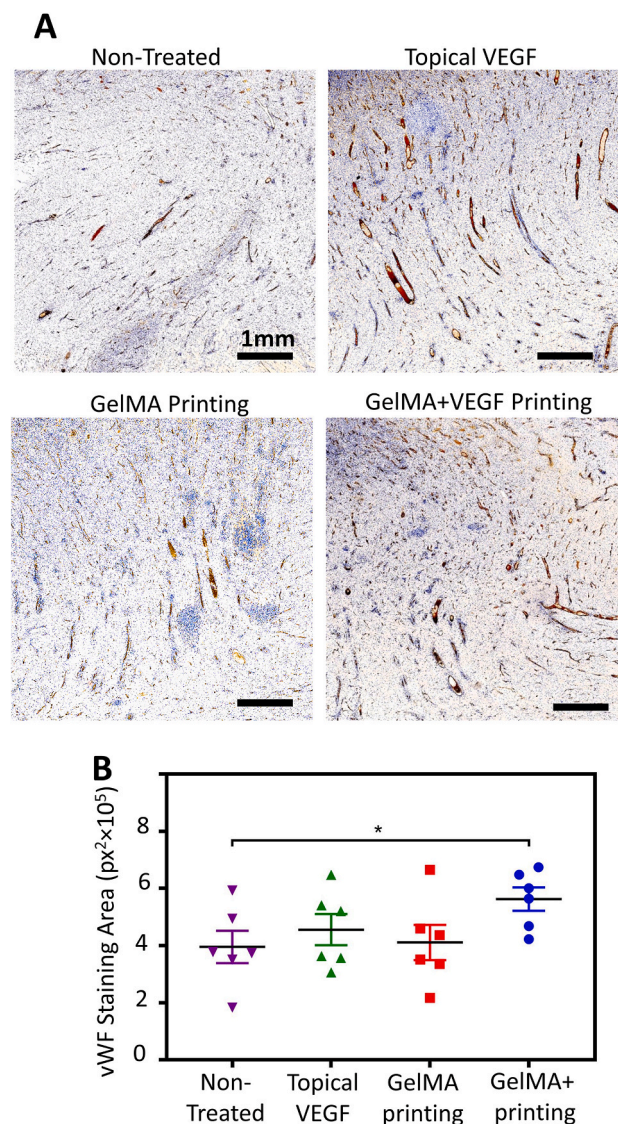 A
Non-Treated
Topical VEGF
1mm
GelMA Printing
GelMA+VEGF Printing
B
vWF Staining Area (px²×10⁵)
8
6
4
2
0
*
Non-
Treated
Topical
VEGF
GelMA
printing
GelMA+
printing